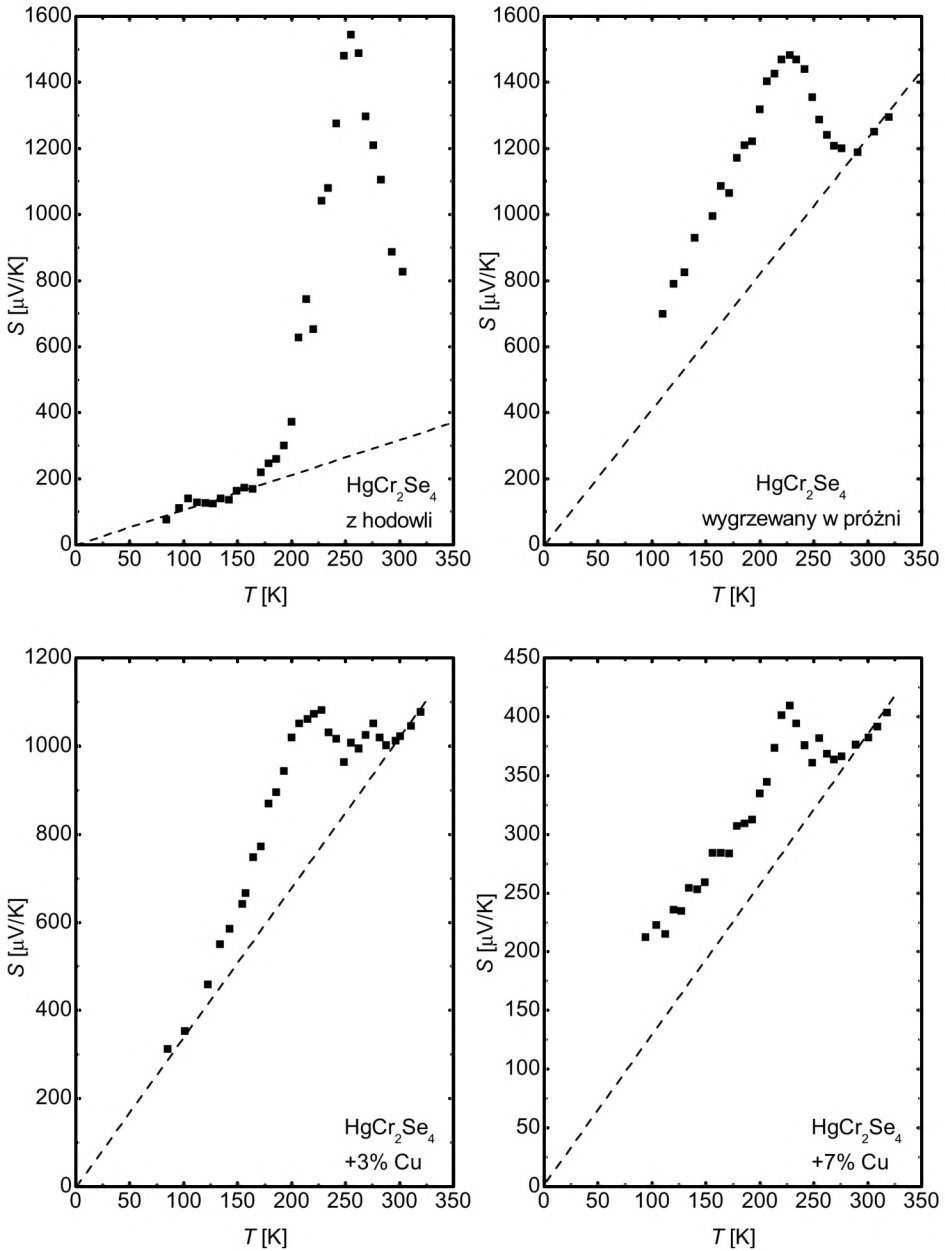 1600
1400
1200
1000
800
600
400
200
0
S [μV/K]
0 50 100 150 200 250 300 350
T [K]
HgCr₂Se₄
z hodowli
1600
1400
1200
1000
800
600
400
200
0
S [μV/K]
0 50 100 150 200 250 300 350
T [K]
HgCr₂Se₄
wygrzewany w próżni
1200
1000
800
600
400
200
0
S [μV/K]
0 50 100 150 200 250 300 350
T [K]
HgCr₂Se₄
+3% Cu
450
400
350
300
250
200
150
100
50
0
S [μV/K]
0 50 100 150 200 250 300 350
T [K]
HgCr₂Se₄
+7% Cu